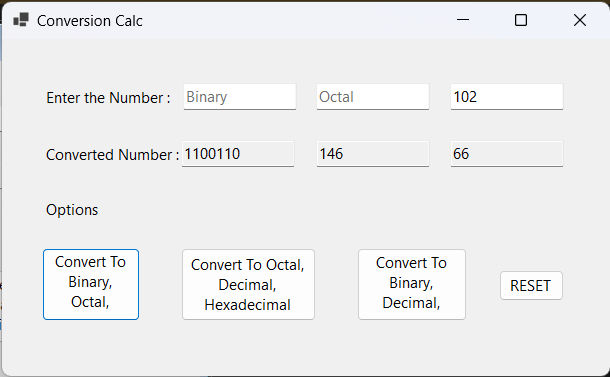 Conversion Calc
Enter the Number : Binary Octal 102
Converted Number : 1100110 146 66
Options
Convert To
Binary,
Octal,
Convert To Octal,
Decimal,
Hexadecimal
Convert To
Binary,
Decimal,
RESET